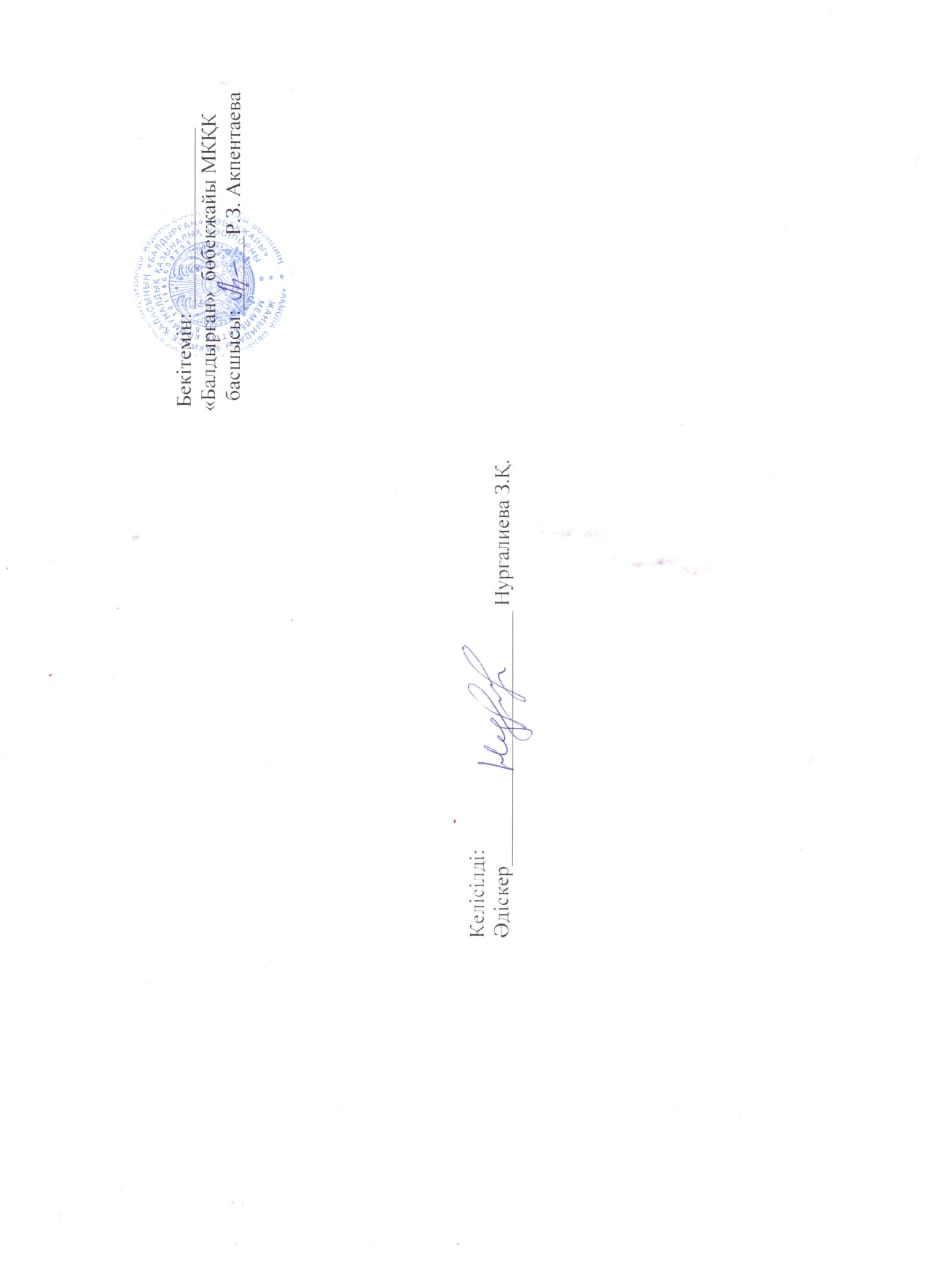 Бекітемін:
«Балдырған» бөбекжайы МКҚК
басшысы: Р.З. Акпентаева
Келісілді:
Әдіскер Нургалиева З.Қ.